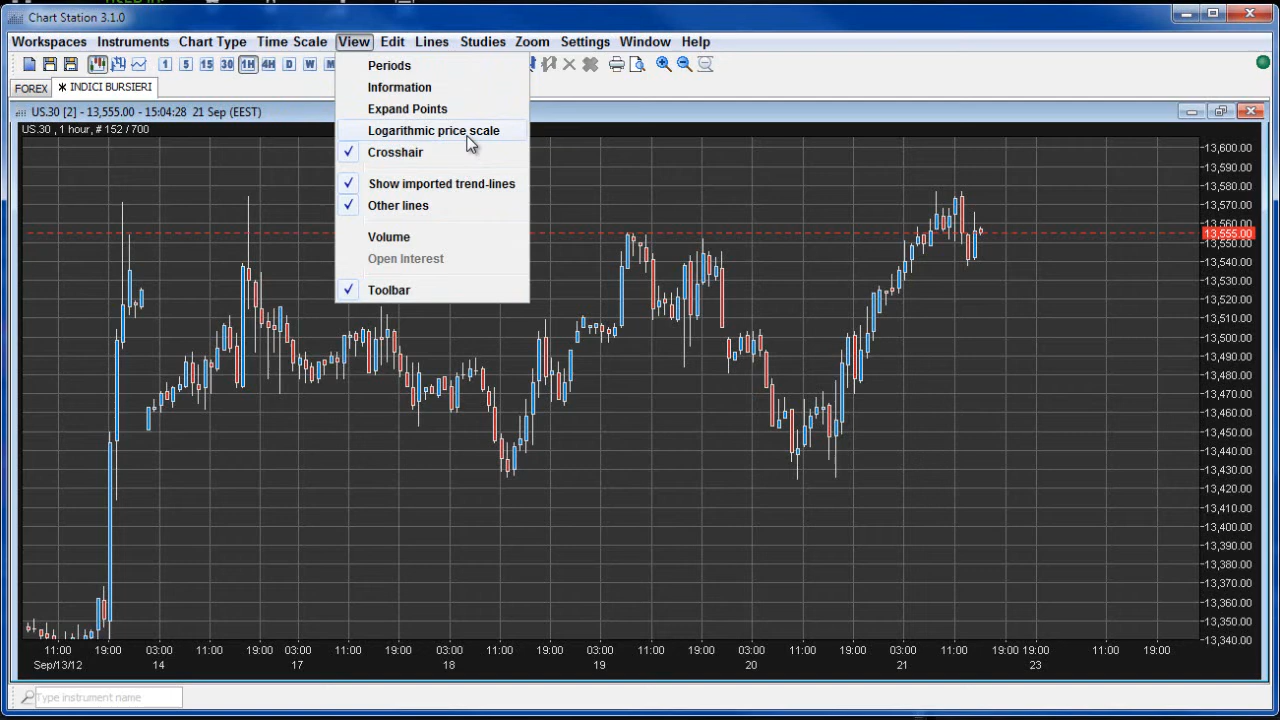 Chart Station 3.1.0
Workspaces Instruments Chart Type Time Scale View Edit Lines Studies Zoom Settings Window Help
1 5 15 30 1H 4H D W M
FOREX * INDICI BURSIERI
US.30 [2] - 13,555.00 - 15:04:28 21 Sep (EEST)
US.30 , 1 hour, # 152 / 700
Periods
Information
Expand Points
Logarithmic price scale
Crosshair
Show imported trend-lines
Other lines
Volume
Open Interest
Toolbar
13,600.00
13,590.00
13,580.00
13,570.00
13,560.00
13,555.00
13,550.00
13,540.00
13,530.00
13,520.00
13,510.00
13,500.00
13,490.00
13,480.00
13,470.00
13,460.00
13,450.00
13,440.00
13,430.00
13,420.00
13,410.00
13,400.00
13,390.00
13,380.00
13,370.00
13,360.00
13,350.00
13,340.00
11:00 19:00 03:00 11:00 19:00 03:00 11:00 19:00 03:00 11:00 19:00 03:00 11:00 19:00 03:00 11:00 19:00 03:00 11:00 19:00 19:00 03:00 11:00 19:00
Sep/13/12 14 17 18 19 20 21 23
Type instrument name